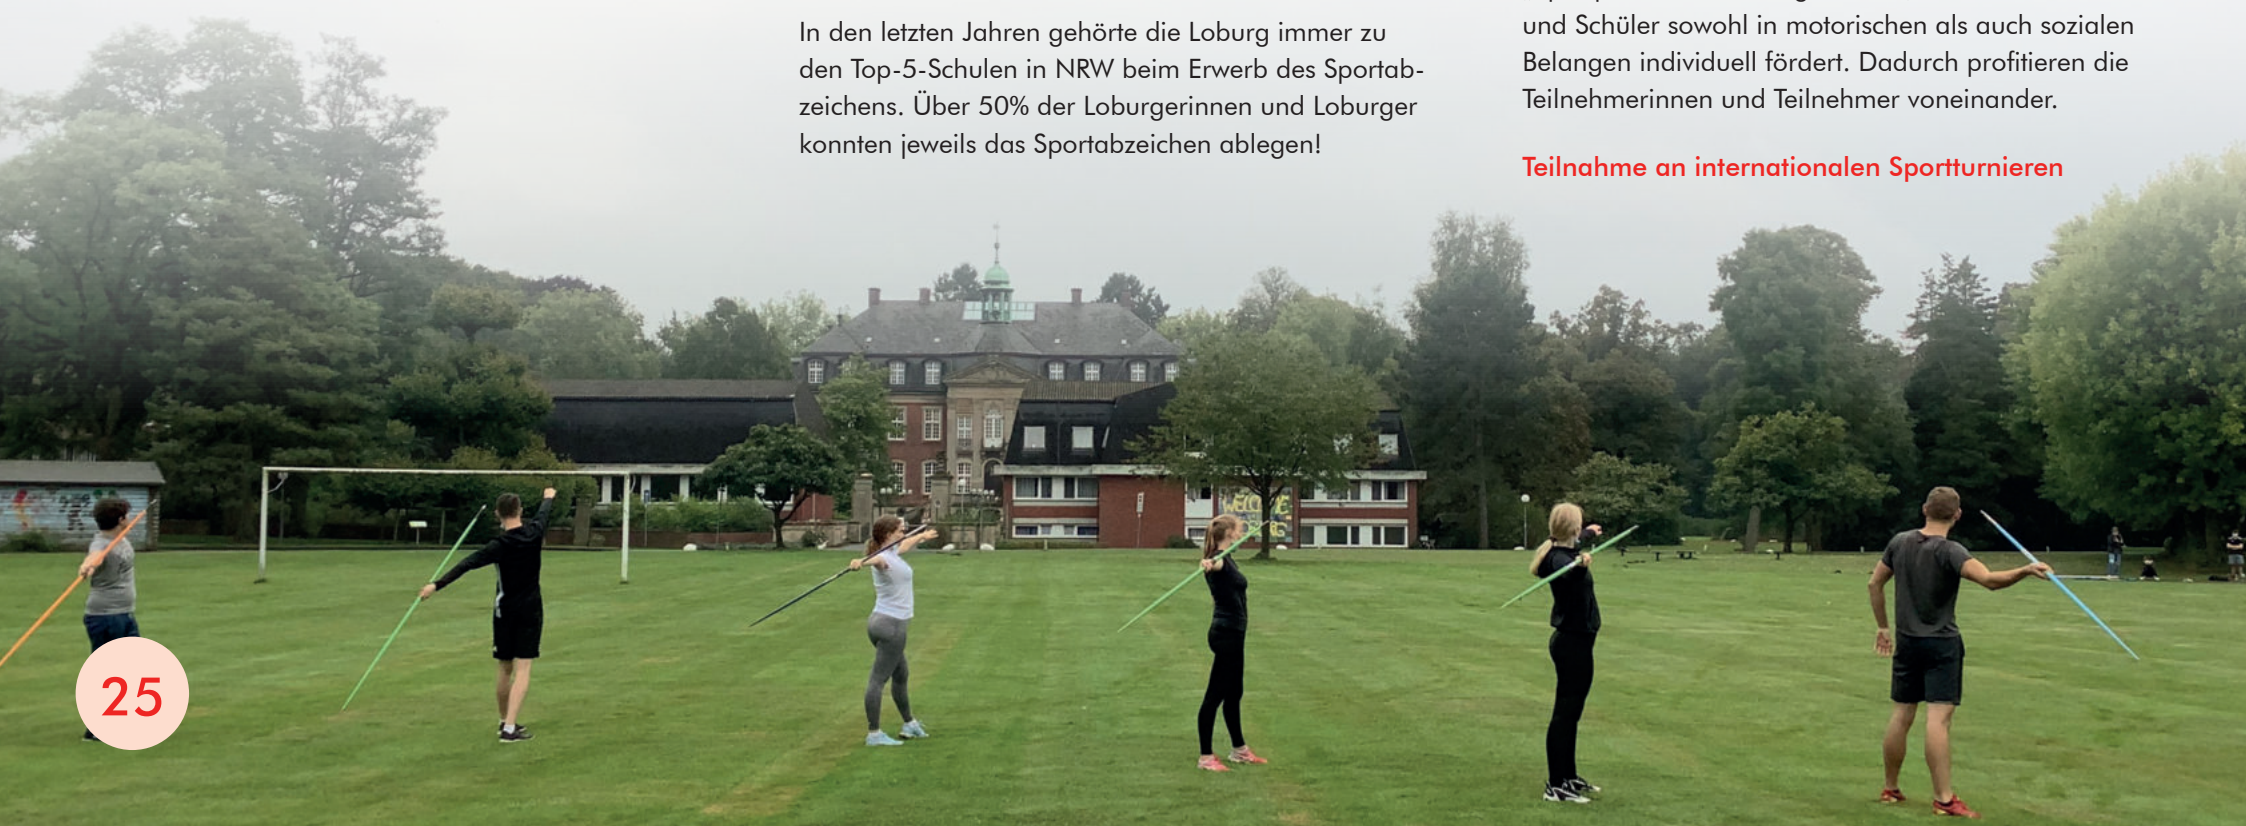 In den letzten Jahren gehörte die Loburg immer zu
den Top-5-Schulen in NRW beim Erwerb des Sportab-
zeichens. Über 50% der Loburgerinnen und Loburger
konnten jeweils das Sportabzeichen ablegen!
und Schüler sowohl in motorischen als auch sozialen
Belangen individuell fördert. Dadurch profitieren die
Teilnehmerinnen und Teilnehmer voneinander.
Teilnahme an internationalen Sportturnieren
WELCOME
25